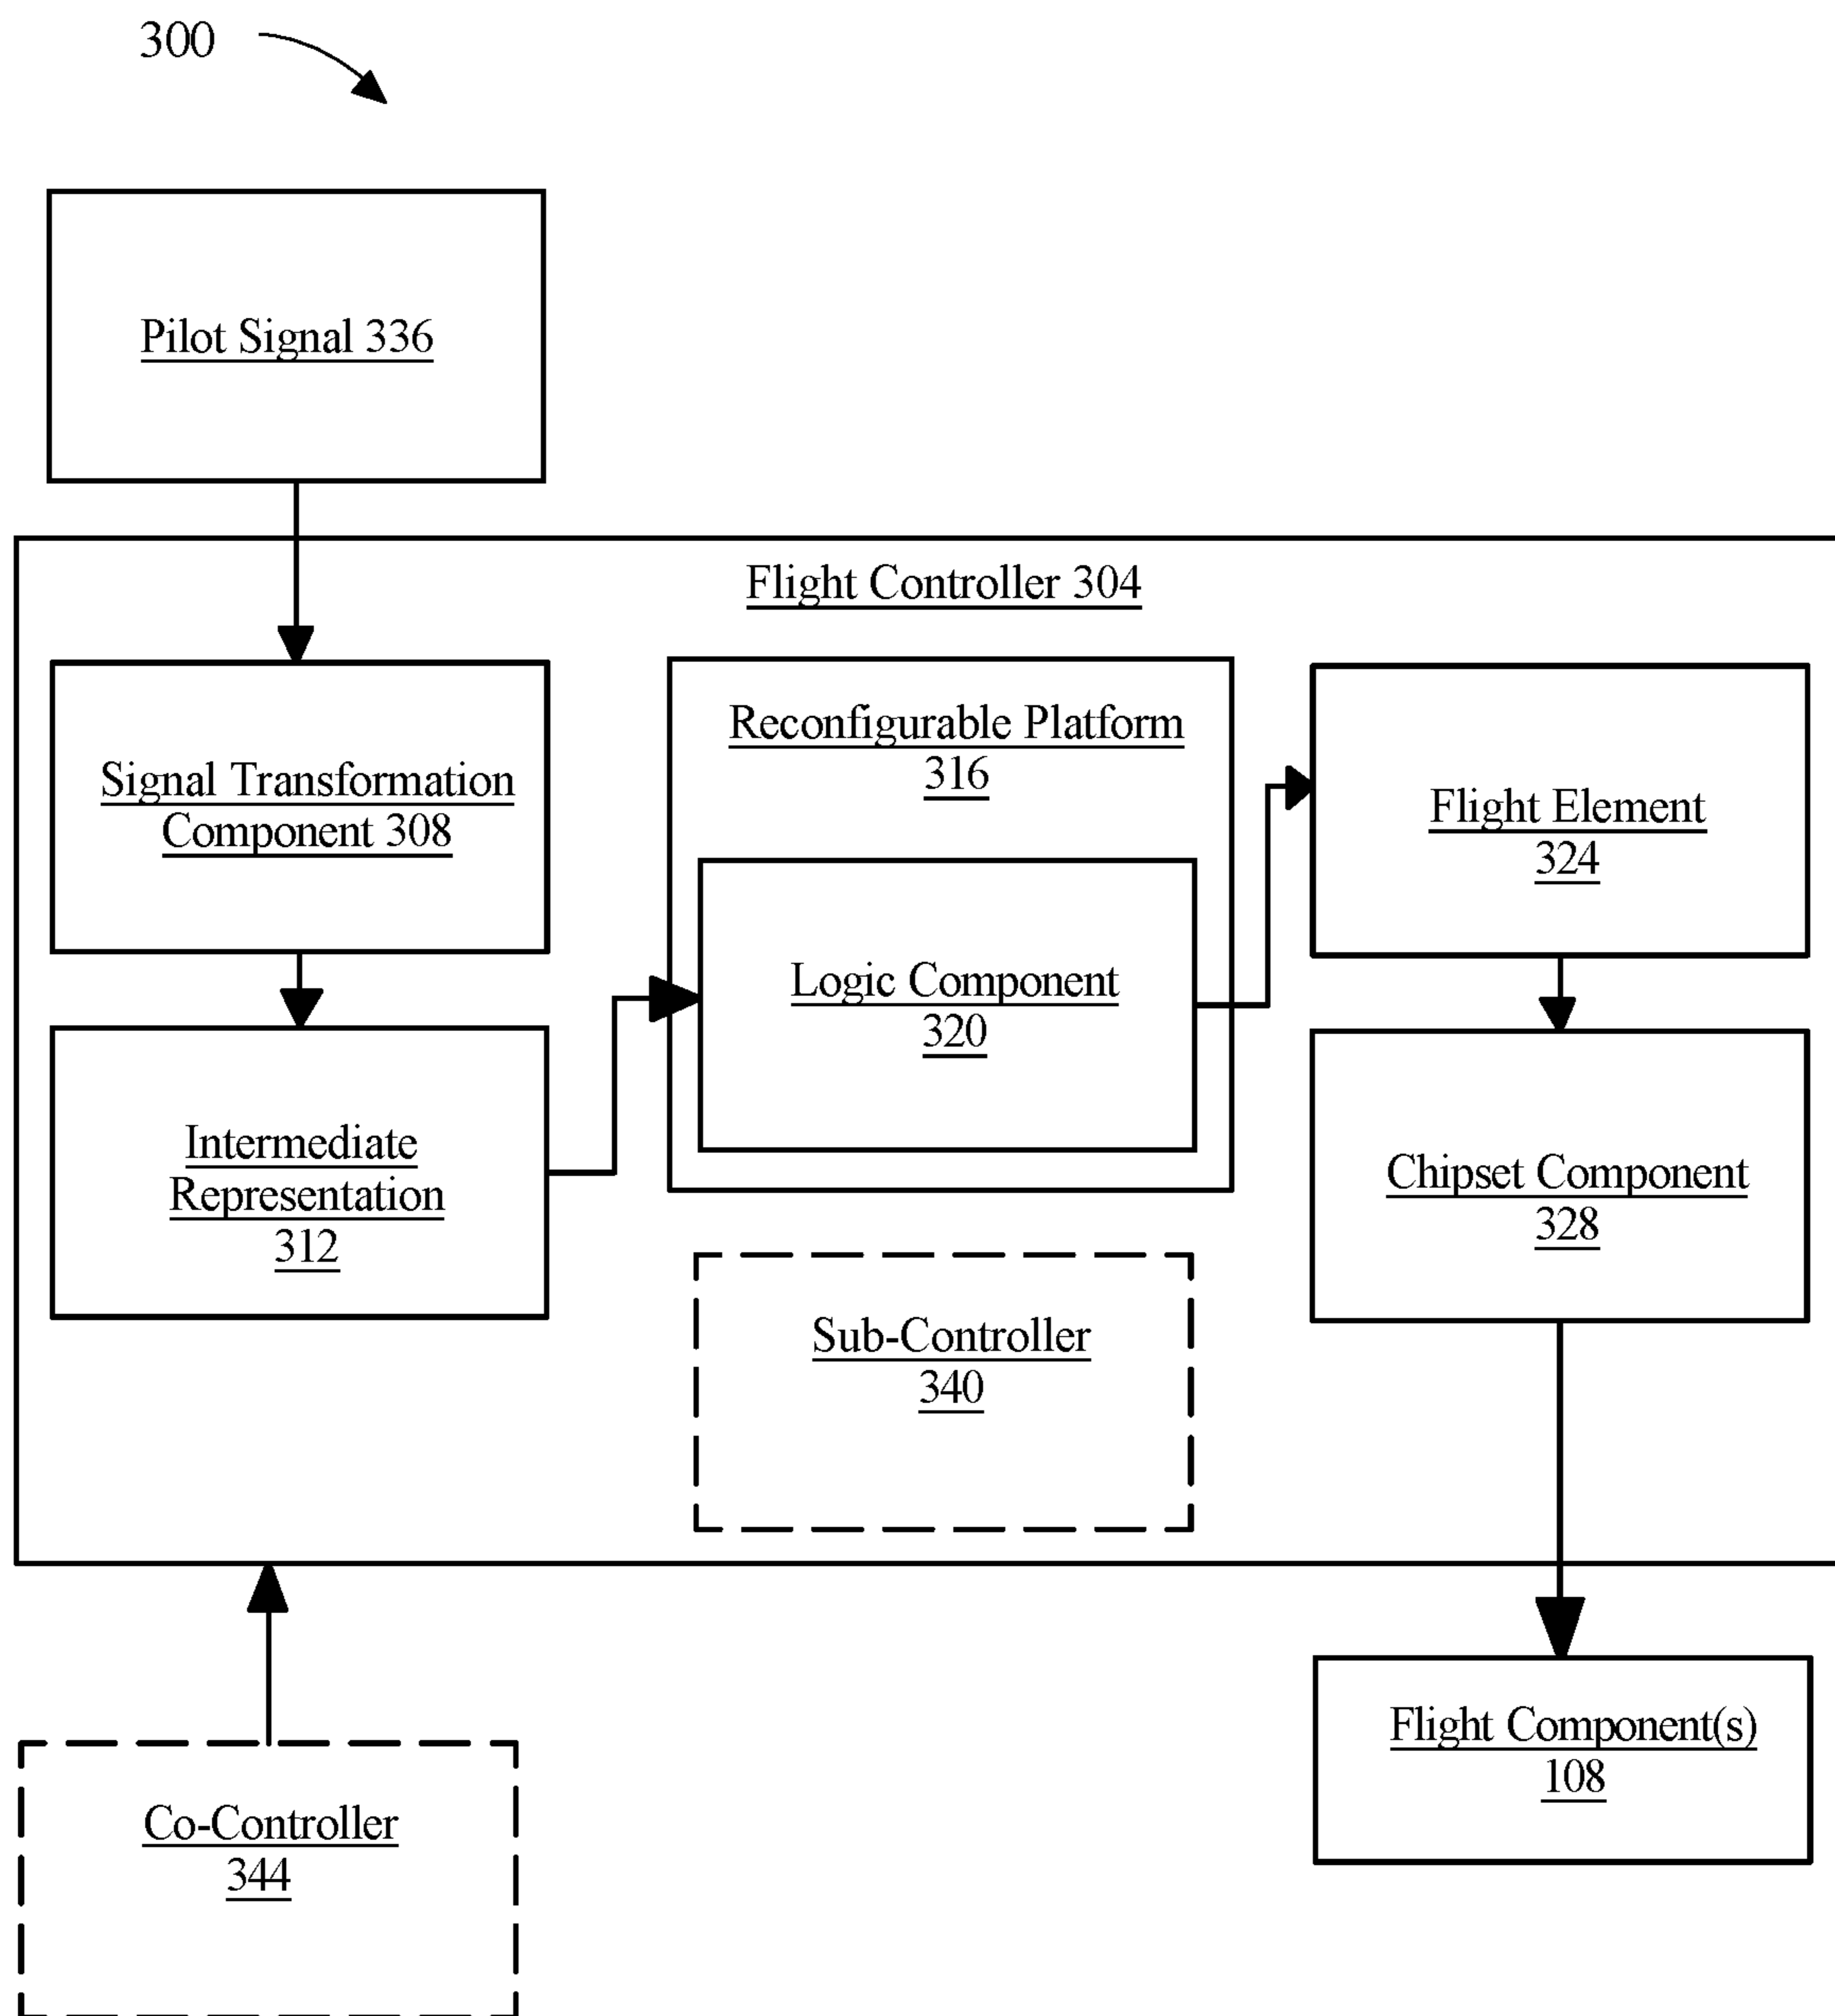 300
Pilot Signal 336
Flight Controller 304
Signal Transformation
Component 308
Intermediate
Representation
312
Reconfigurable Platform
316
Logic Component
320
Sub-Controller
340
Flight Element
324
Chipset Component
328
Flight Component(s)
108
Co-Controller
344